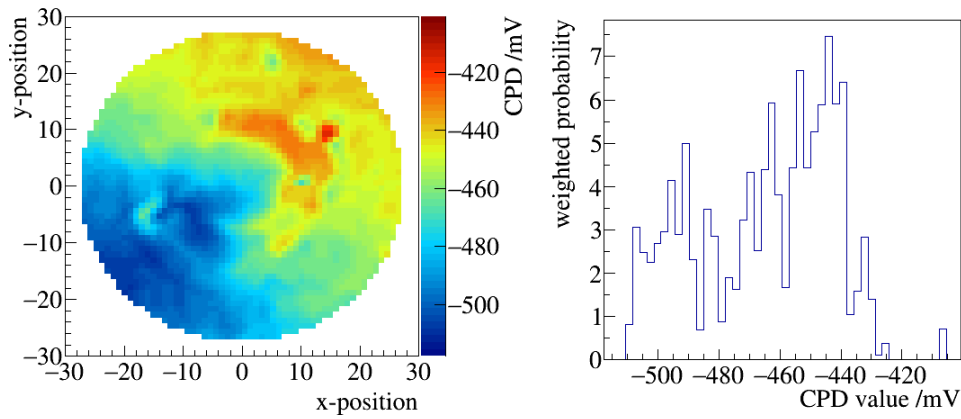 y-position
30
20
10
0
−10
−20
−30
−30 −20 −10 0 10 20 30
x-position
CPD /mV
−420
−440
−460
−480
−500
weighted probability
7
6
5
4
3
2
1
0
−500 −480 −460 −440 −420
CPD value /mV